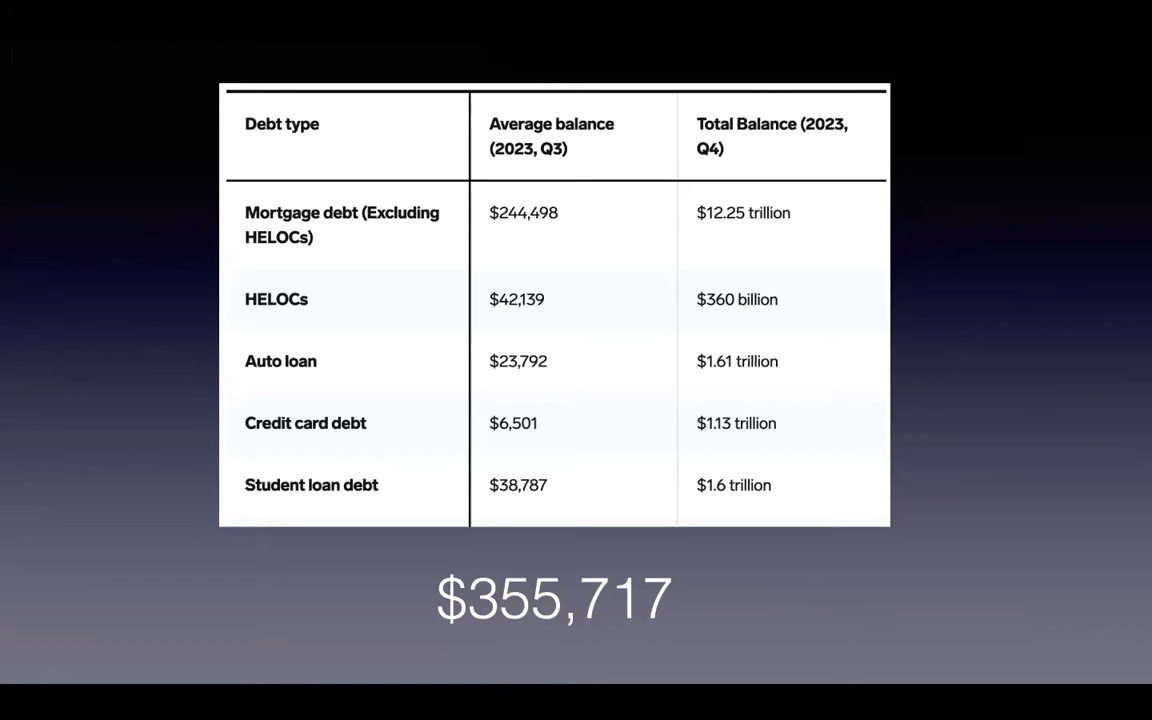 Debt type
Average balance
(2023, Q3)
Total Balance (2023,
Q4)
Mortgage debt (Excluding
HELOCs)
$244,498
$12.25 trillion
HELOCs
$42,139
$360 billion
Auto loan
$23,792
$1.61 trillion
Credit card debt
$6,501
$1.13 trillion
Student loan debt
$38,787
$1.6 trillion
$355,717